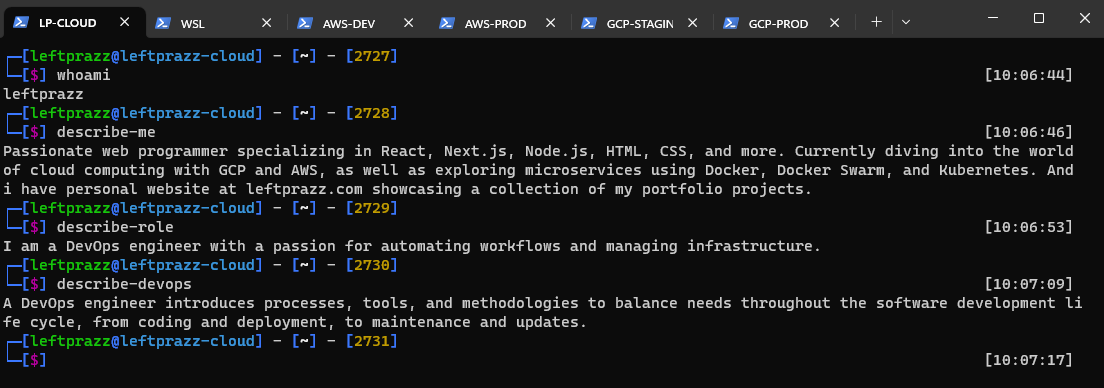 LP-CLOUD WSL AWS-DEV AWS-PROD GCP-STAGIN GCP-PROD
┌─[leftprazz@leftprazz-cloud] - [~] - [2727]
└─[$] whoami [10:06:44]
leftprazz
┌─[leftprazz@leftprazz-cloud] - [~] - [2728]
└─[$] describe-me [10:06:46]
Passionate web programmer specializing in React, Next.js, Node.js, HTML, CSS, and more. Currently diving into the world
of cloud computing with GCP and AWS, as well as exploring microservices using Docker, Docker Swarm, and Kubernetes. And
i have personal website at leftprazz.com showcasing a collection of my portfolio projects.
┌─[leftprazz@leftprazz-cloud] - [~] - [2729]
└─[$] describe-role [10:06:53]
I am a DevOps engineer with a passion for automating workflows and managing infrastructure.
┌─[leftprazz@leftprazz-cloud] - [~] - [2730]
└─[$] describe-devops [10:07:09]
A DevOps engineer introduces processes, tools, and methodologies to balance needs throughout the software development li
fe cycle, from coding and deployment, to maintenance and updates.
┌─[leftprazz@leftprazz-cloud] - [~] - [2731]
└─[$] [10:07:17]